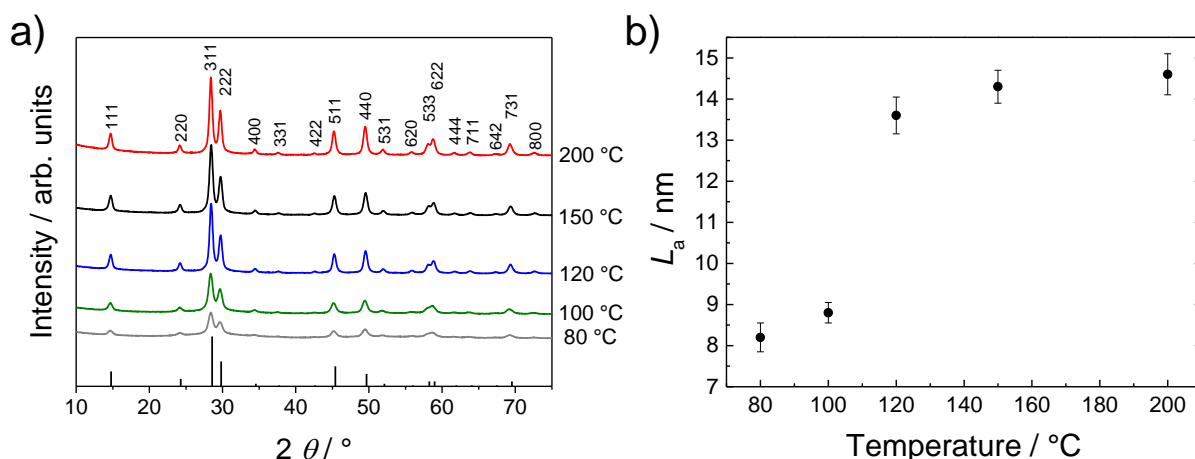 a)
Intensity / arb. units
111
220
311
222
400
331
422
511
440
531
620
533
622
444
711
642
731
800
200 °C
150 °C
120 °C
100 °C
80 °C
10 20 30 40 50 60 70
2 θ / °
b)
La / nm
15
14
13
12
11
10
9
8
7
80 100 120 140 160 180 200
Temperature / °C